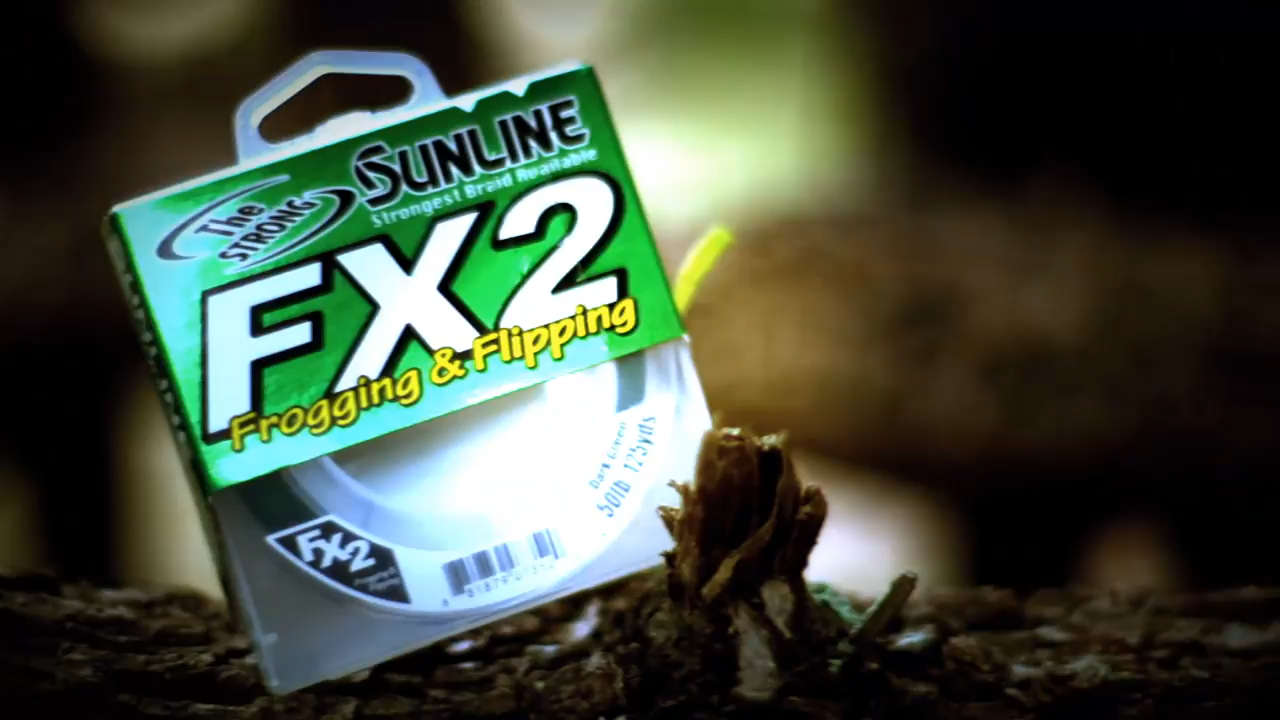 The
STRONG
SUNLINE
Strongest Braid Available
FX2
Frogging & Flipping
Dark Green
50lb 125yds
FX2